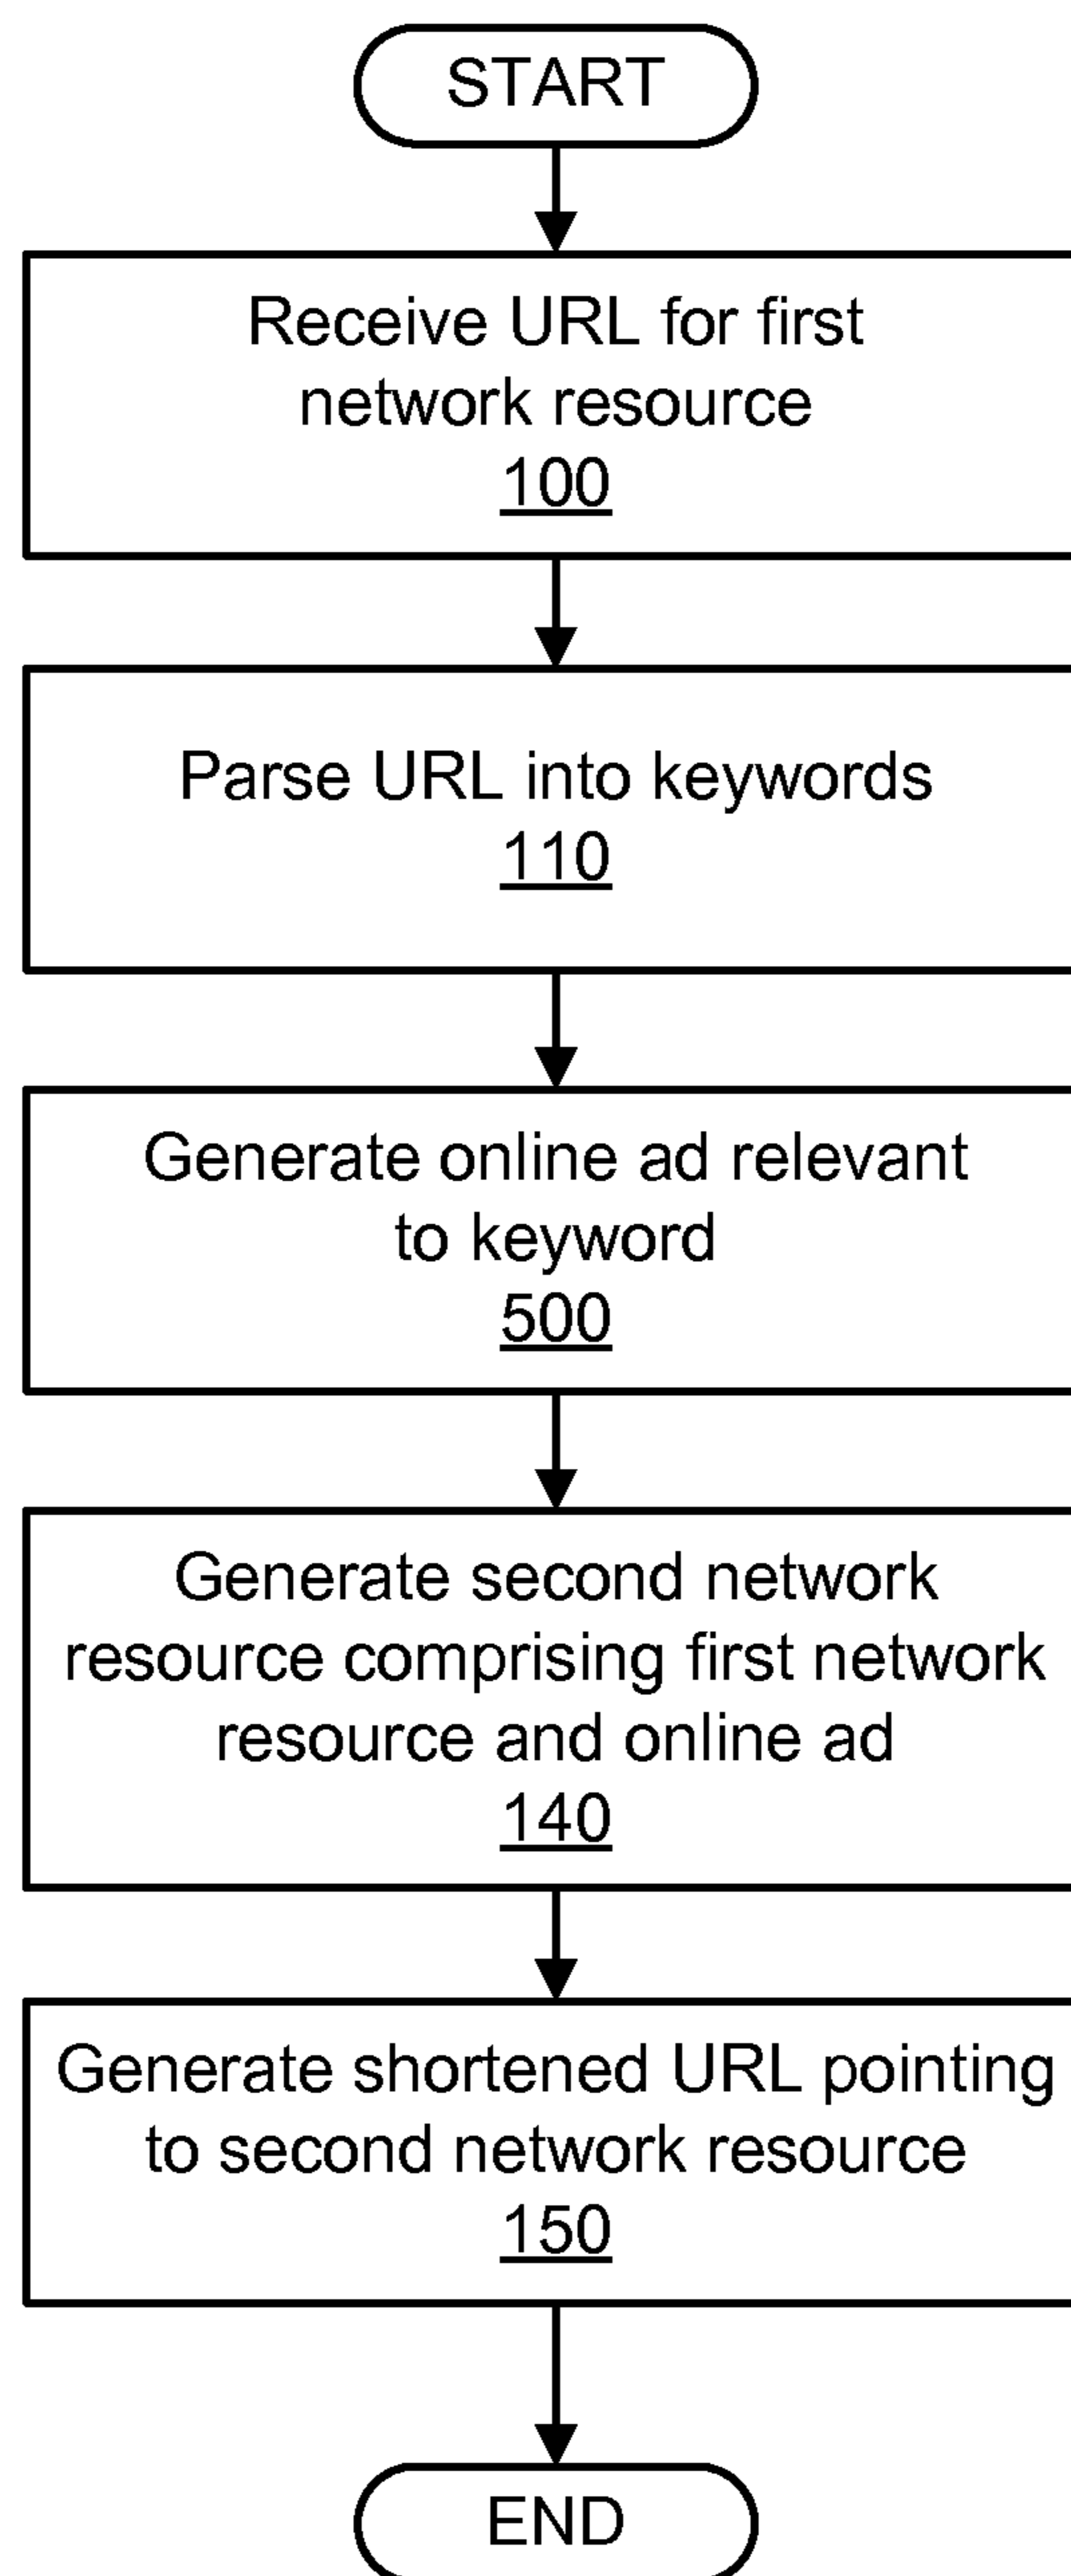 START
Receive URL for first
network resource
100
Parse URL into keywords
110
Generate online ad relevant
to keyword
500
Generate second network
resource comprising first network
resource and online ad
140
Generate shortened URL pointing
to second network resource
150
END